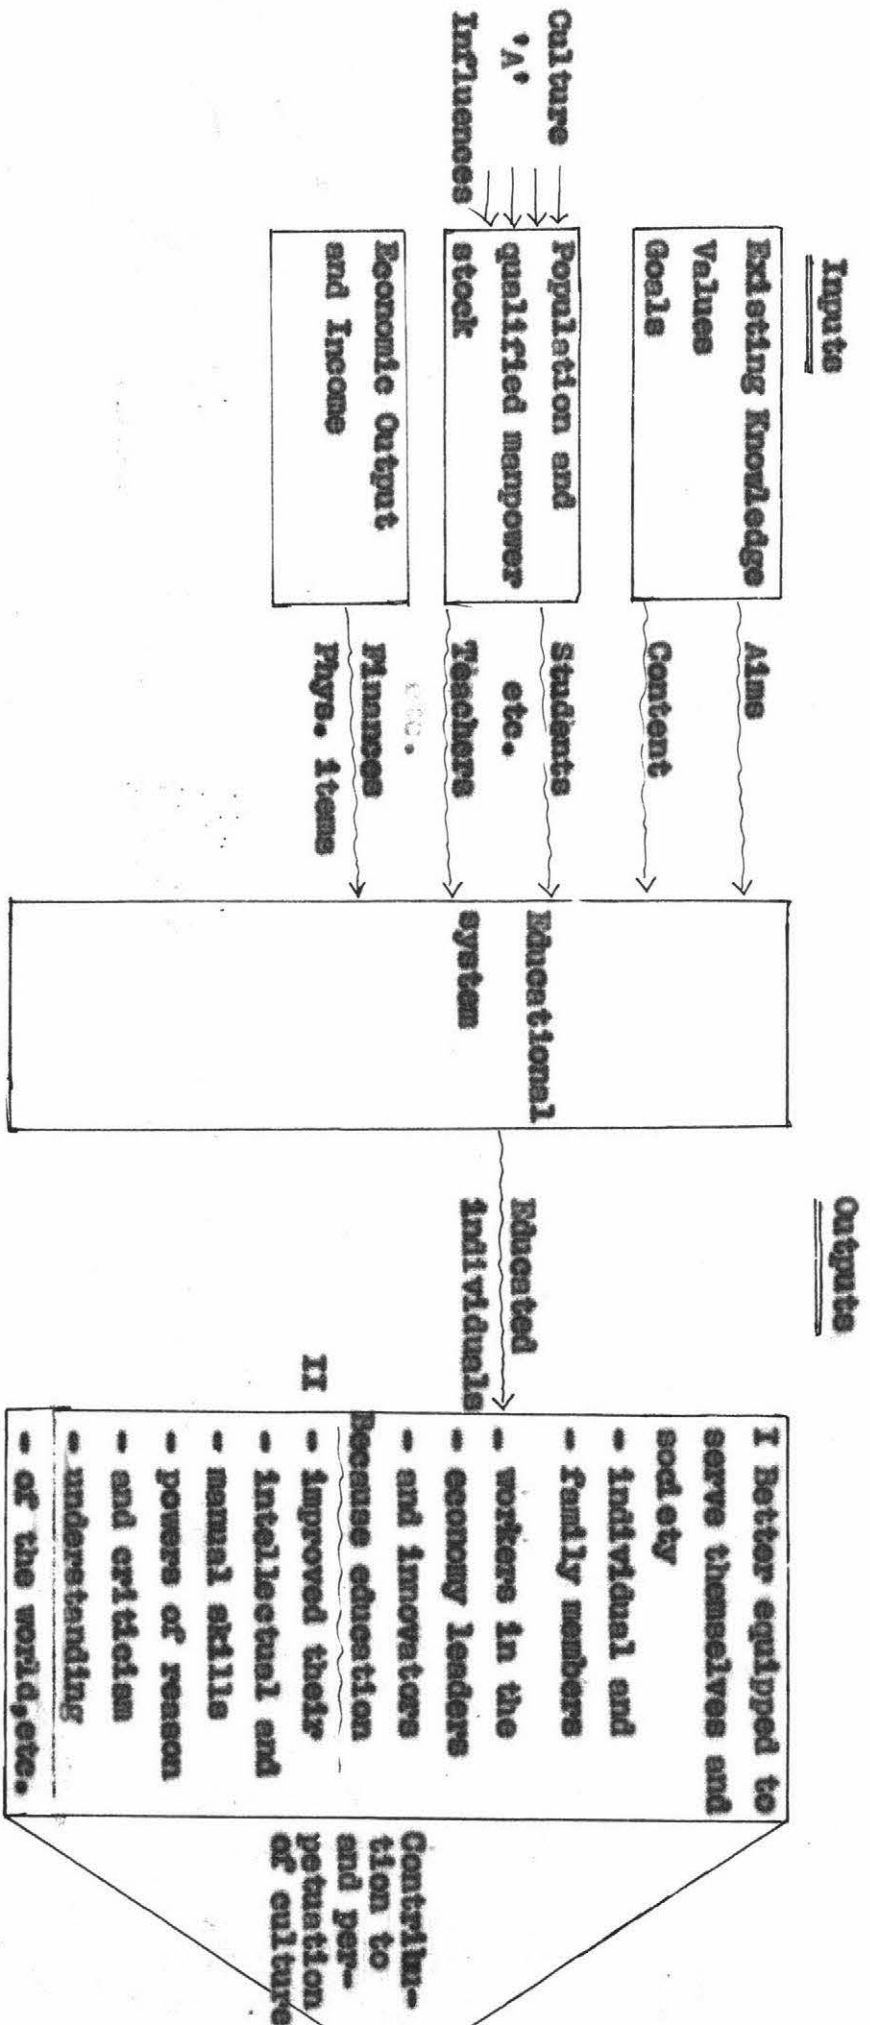 Inputs
Outputs
Culture
'A'
Influences
Existing Knowledge
Values
Goals
Population and
qualified manpower
stock
Economic Output
and Income
Aims
Content
Students
etc.
Teachers
etc.
Finances
Phys. items
Educational
system
Educated
individuals
I Better equipped to
serve themselves and
society
- individual and
- family members
- workers in the
- economy leaders
- and innovators
Because education
II
- improved their
- intellectual and
- manual skills
- powers of reason
- and criticism
- understanding
- of the world,etc.
Contribu-
tion to
and per-
petuation
of culture